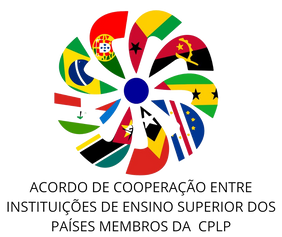 ACORDO DE COOPERAÇÃO ENTRE
INSTITUIÇÕES DE ENSINO SUPERIOR DOS
PAÍSES MEMBROS DA CPLP